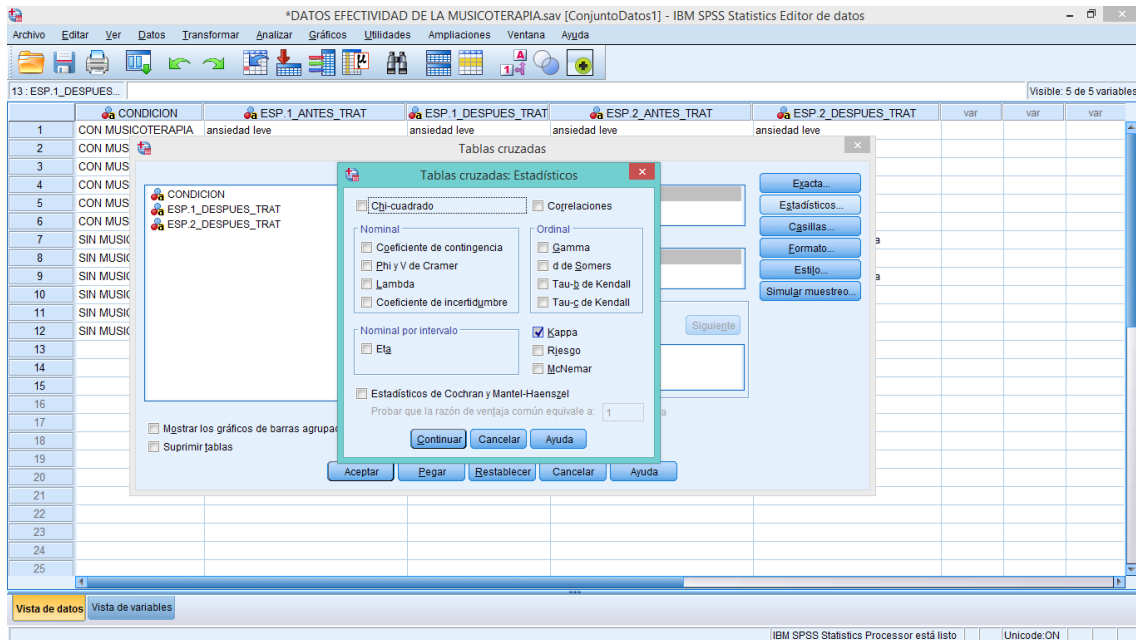 *DATOS EFECTIVIDAD DE LA MUSICOTERAPIA.sav [ConjuntoDatos1] - IBM SPSS Statistics Editor de datos
Archivo Editar Ver Datos Transformar Analizar Gráficos Utilidades Ampliaciones Ventana Ayuda
13 : ESP.1_DESPUES... Visible: 5 de 5 variables
CONDICION ESP.1_ANTES_TRAT ESP.1_DESPUES_TRAT ESP.2_ANTES_TRAT ESP.2_DESPUES_TRAT var var var
1 CON MUSICOTERAPIA ansiedad leve ansiedad leve ansiedad leve ansiedad leve
2 CON MUS
3 CON MUS
4 CON MUS
5 CON MUS
6 CON MUS
7 SIN MUSIC
8 SIN MUSIC
9 SIN MUSIC
10 SIN MUSIC
11 SIN MUSIC
12 SIN MUSIC
13
14
15
16
17
18
19
20
21
22
23
24
25
Tablas cruzadas
CONDICION
ESP.1_DESPUES_TRAT
ESP.2_DESPUES_TRAT
Exacta...
Estadísticos...
Casillas...
Formato...
Estilo...
Simular muestreo...
Siguiente
Mostrar los gráficos de barras agrupa
Suprimir tablas
Aceptar Pegar Restablecer Cancelar Ayuda
Tablas cruzadas: Estadísticos
Chi-cuadrado Correlaciones
Nominal Ordinal
Coeficiente de contingencia Gamma
Phi y V de Cramer d de Somers
Lambda Tau-b de Kendall
Coeficiente de incertidumbre Tau-c de Kendall
Nominal por intervalo Kappa
Eta Riesgo
McNemar
Estadísticos de Cochran y Mantel-Haenszel
Probar que la razón de ventaja común equivale a: 1
Continuar Cancelar Ayuda
Vista de datos Vista de variables
IBM SPSS Statistics Processor está listo Unicode:ON